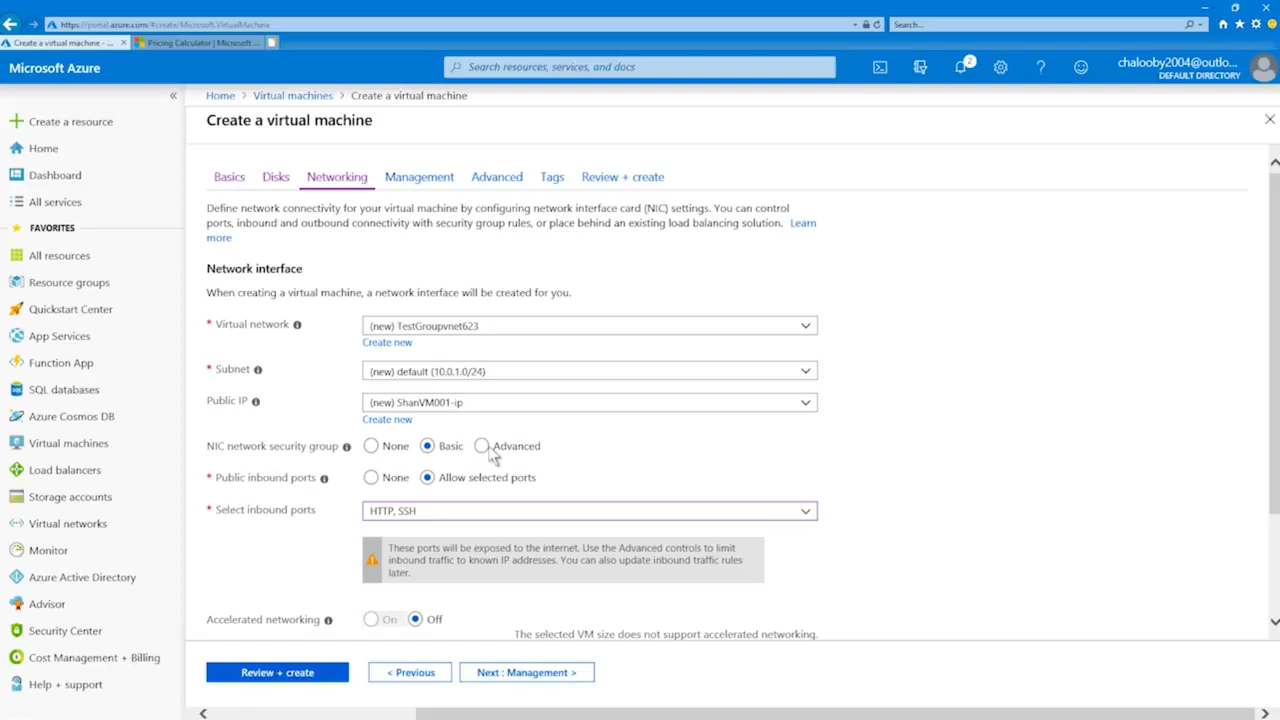 https://portal.azure.com/#create/Microsoft.VirtualMachine
Search...
Create a virtual machine - ...
Pricing Calculator | Microsoft ...
Microsoft Azure
Search resources, services, and docs
2
chalooby2004@outlo...
DEFAULT DIRECTORY
Home > Virtual machines > Create a virtual machine
Create a virtual machine
Create a resource
Home
Dashboard
All services
FAVORITES
All resources
Resource groups
Quickstart Center
App Services
Function App
SQL databases
Azure Cosmos DB
Virtual machines
Load balancers
Storage accounts
Virtual networks
Monitor
Azure Active Directory
Advisor
Security Center
Cost Management + Billing
Help + support
Basics Disks Networking Management Advanced Tags Review + create
Define network connectivity for your virtual machine by configuring network interface card (NIC) settings. You can control
ports, inbound and outbound connectivity with security group rules, or place behind an existing load balancing solution. Learn
more
Network interface
When creating a virtual machine, a network interface will be created for you.
* Virtual network
(new) TestGroupvnet623
Create new
* Subnet
(new) default (10.0.1.0/24)
Public IP
(new) ShanVM001-ip
Create new
NIC network security group
None Basic Advanced
* Public inbound ports
None Allow selected ports
* Select inbound ports
HTTP, SSH
These ports will be exposed to the internet. Use the Advanced controls to limit
inbound traffic to known IP addresses. You can also update inbound traffic rules
later.
Accelerated networking
On Off
The selected VM size does not support accelerated networking.
Review + create
< Previous
Next : Management >